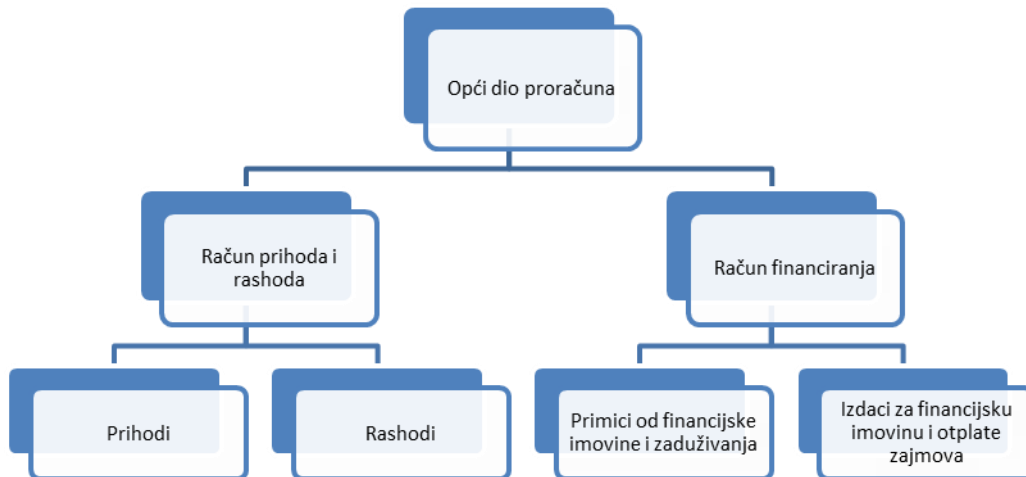 Opći dio proračuna
Račun prihoda i
rashoda
Račun financiranja
Prihodi
Rashodi
Primici od financijske
imovine i zaduživanja
Izdaci za financijsku
imovinu i otplate
zajmova